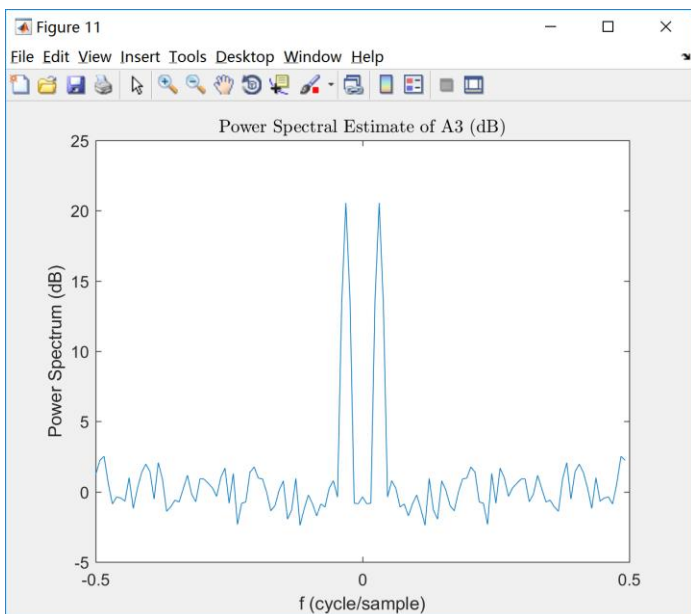 Figure 11
File Edit View Insert Tools Desktop Window Help
Power Spectral Estimate of A3 (dB)
25
20
15
10
5
0
-5
Power Spectrum (dB)
-0.5 0 0.5
f (cycle/sample)